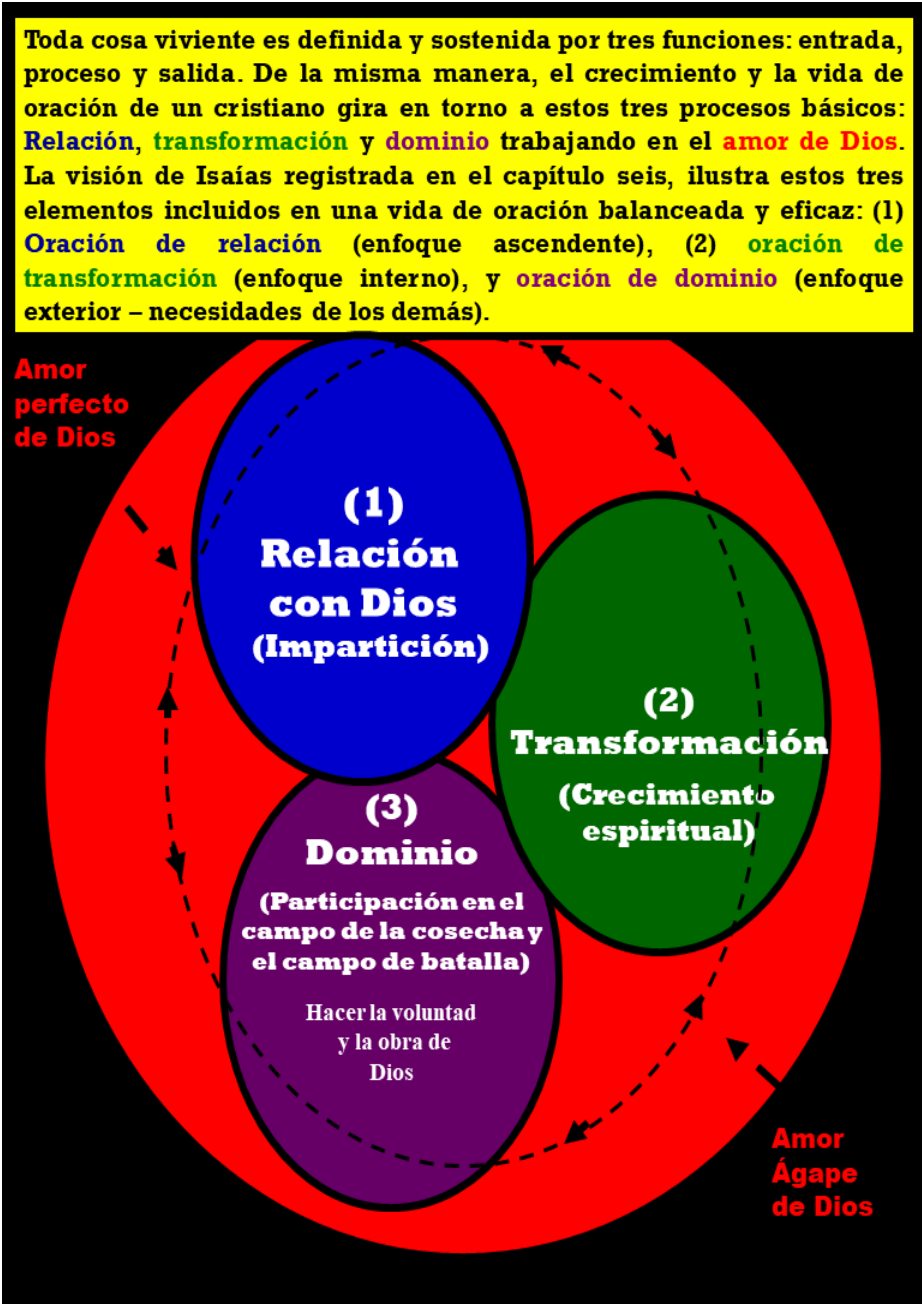 Toda cosa viviente es definida y sostenida por tres funciones: entrada,
proceso y salida. De la misma manera, el crecimiento y la vida de
oración de un cristiano gira en torno a estos tres procesos básicos:
Relación, transformación y dominio trabajando en el amor de Dios.
La visión de Isaías registrada en el capítulo seis, ilustra estos tres
elementos incluidos en una vida de oración balanceada y eficaz: (1)
Oración de relación (enfoque ascendente), (2) oración de
transformación (enfoque interno), y oración de dominio (enfoque
exterior – necesidades de los demás).
Amor
perfecto
de Dios
(1)
Relación
con Dios
(Impartición)
(2)
Transformación
(Crecimiento
espiritual)
(3)
Dominio
(Participación en el
campo de la cosecha y
el campo de batalla)
Hacer la voluntad
y la obra de
Dios
Amor
Ágape
de Dios